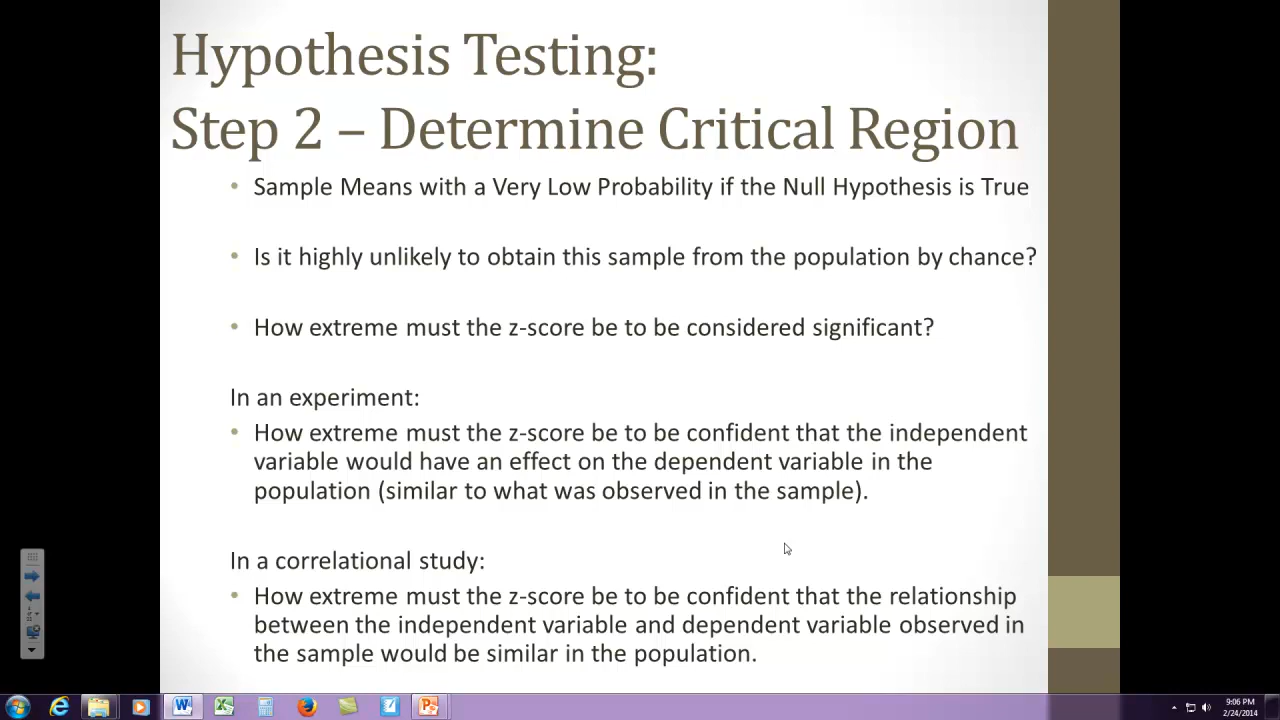 Hypothesis Testing:
Step 2 – Determine Critical Region
• Sample Means with a Very Low Probability if the Null Hypothesis is True
• Is it highly unlikely to obtain this sample from the population by chance?
• How extreme must the z-score be to be considered significant?
In an experiment:
• How extreme must the z-score be to be confident that the independent
variable would have an effect on the dependent variable in the
population (similar to what was observed in the sample).
In a correlational study:
• How extreme must the z-score be to be confident that the relationship
between the independent variable and dependent variable observed in
the sample would be similar in the population.
9:06 PM
2/24/2014